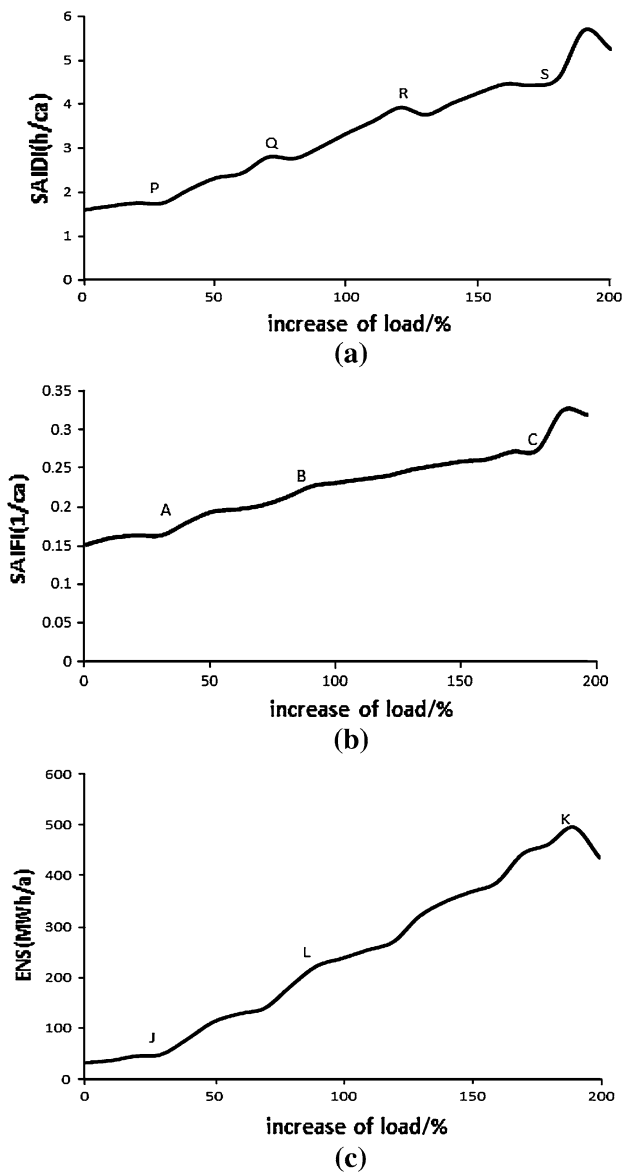 6
5
4
3
2
1
0
SAIDI(h/ca)
P
Q
R
S
0 50 100 150 200
increase of load/%
(a)
0.35
0.3
0.25
0.2
0.15
0.1
0.05
0
SAIFI(1/ca)
A
B
C
0 50 100 150 200
increase of load/%
(b)
600
500
400
300
200
100
0
ENS(MWh/a)
J
L
K
0 50 100 150 200
increase of load/%
(c)